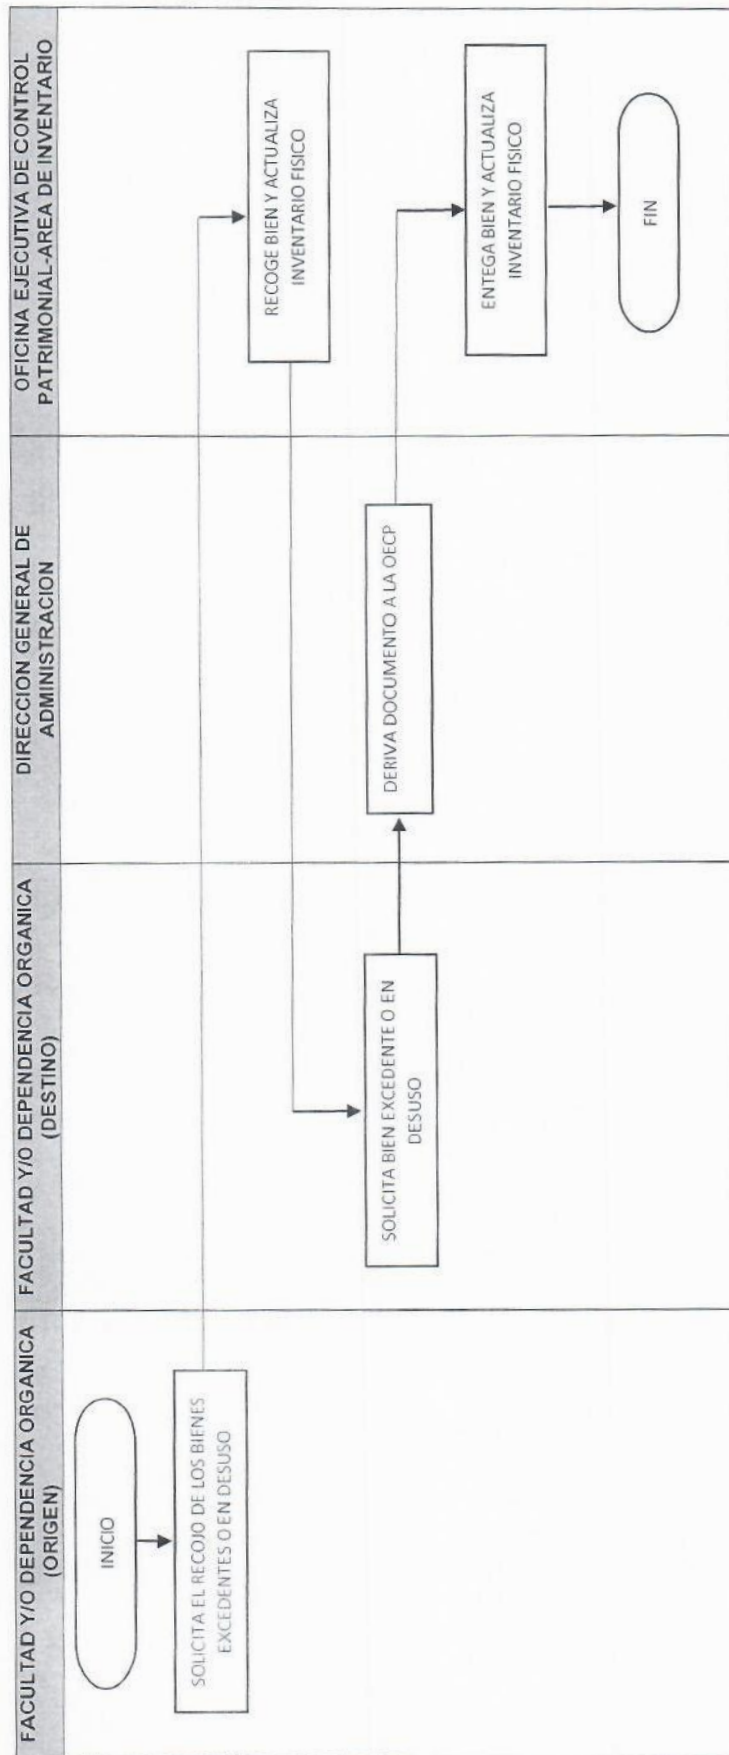 FACULTAD Y/O DEPENDENCIA ORGANICA
(ORIGEN)
FACULTAD Y/O DEPENDENCIA ORGANICA
(DESTINO)
DIRECCION GENERAL DE
ADMINISTRACION
OFICINA EJECUTIVA DE CONTROL
PATRIMONIAL-AREA DE INVENTARIO
INICIO
SOLICITA EL RECOJO DE LOS BIENES
EXCEDENTES O EN DESUSO
RECOGE BIEN Y ACTUALIZA
INVENTARIO FISICO
SOLICITA BIEN EXCEDENTE O EN
DESUSO
DERIVA DOCUMENTO A LA OECP
ENTEGA BIEN Y ACTUALIZA
INVENTARIO FISICO
FIN